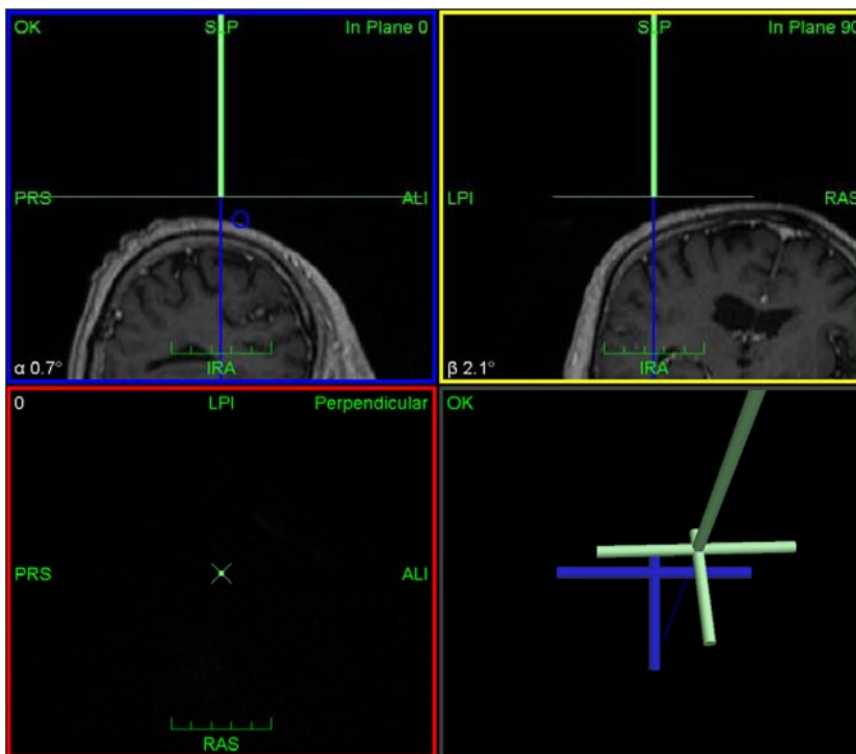 OK SLP In Plane 0
PRS ALI
α 0.7°
IRA
SLP In Plane 90
LPI RAS
β 2.1°
IRA
0 LPI Perpendicular
PRS ALI
RAS
OK